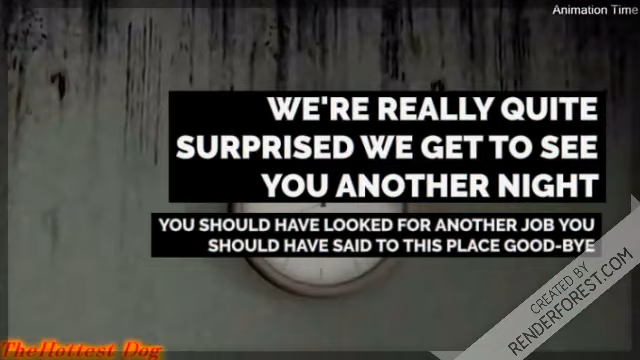 Animation Time
WE'RE REALLY QUITE
SURPRISED WE GET TO SEE
YOU ANOTHER NIGHT
YOU SHOULD HAVE LOOKED FOR ANOTHER JOB YOU
SHOULD HAVE SAID TO THIS PLACE GOOD-BYE
CREATED BY
RENDERFOREST.COM
TheHottest Dog